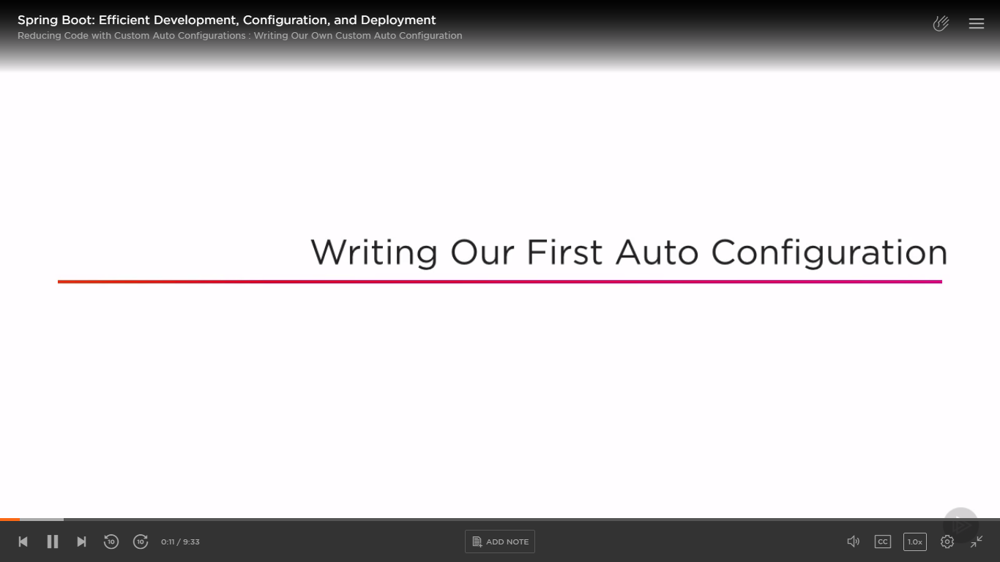 Spring Boot: Efficient Development, Configuration, and Deployment
Reducing Code with Custom Auto Configurations : Writing Our Own Custom Auto Configuration
Writing Our First Auto Configuration
10 10 0:11 / 9:33 ADD NOTE CC 1.0x